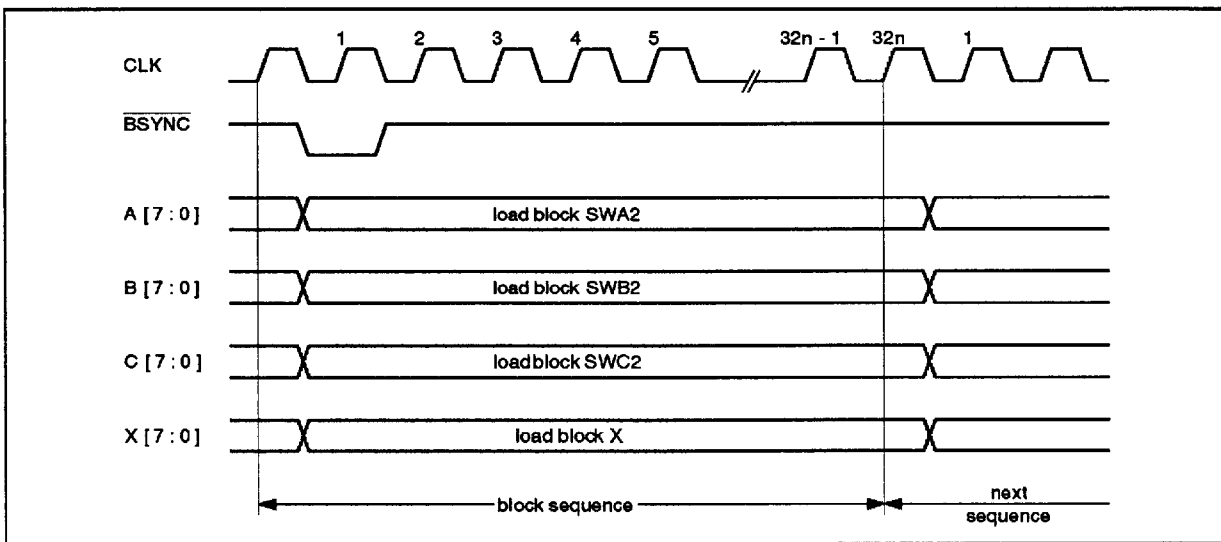 1 2 3 4 5 32n - 1 32n 1
CLK
BSYNC
A [ 7 : 0 ] load block SWA2
B [ 7 : 0 ] load block SWB2
C [ 7 : 0 ] loadblock SWC2
X [ 7 : 0 ] load block X
block sequence
next
sequence